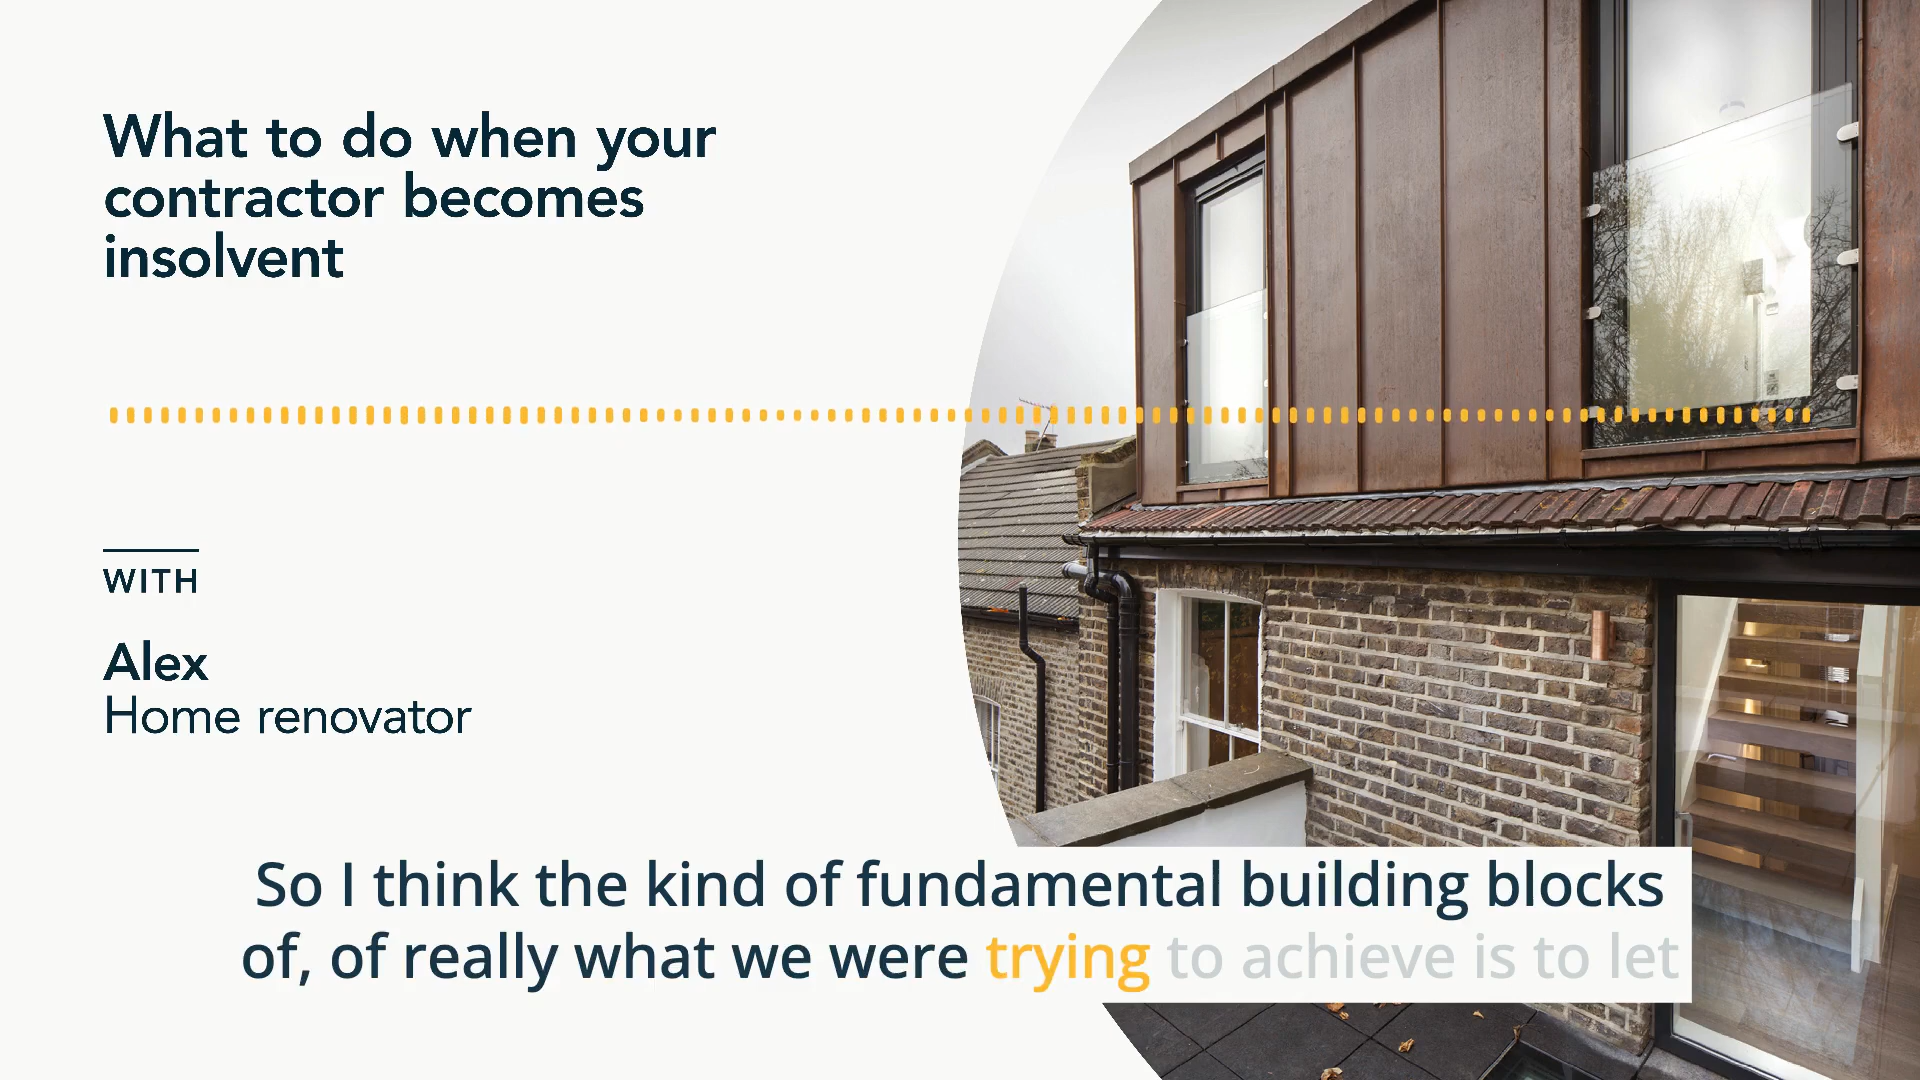 What to do when your
contractor becomes
insolvent
WITH
Alex
Home renovator
So I think the kind of fundamental building blocks
of, of really what we were trying to achieve is to let